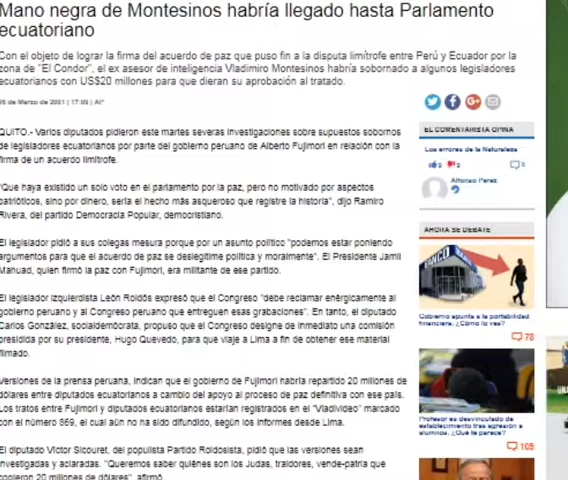 Mano negra de Montesinos habría llegado hasta Parlamento
ecuatoriano
Con el objeto de lograr la firma del acuerdo de paz que puso fin a la disputa limítrofe entre Perú y Ecuador por la
zona de "El Condor", el ex asesor de inteligencia Vladimiro Montesinos habría sobornado a algunos legisladores
ecuatorianos con US$20 millones para que dieran su aprobación al tratado.
de Marzo de 2001 | 17:
QUITO.- Varios diputados pidieron este martes severas investigaciones sobre supuestos sobornos
de legisladores ecuatorianos por parte del gobierno peruano de Alberto Fujimori en relación con la
firma de un acuerdo limítrofe.
"Que haya existido un solo voto en el parlamento por la paz, pero no motivado por aspectos
patrióticos, sino por dinero, sería el hecho más asqueroso que registre la historia", dijo Ramiro
Rivera, del partido Democracia Popular, democristiano.
El legislador pidió a sus colegas mesura porque por un asunto político "podemos estar poniendo
argumentos para que el acuerdo de paz se deslegitime política y moralmente". El Presidente Jamil
Mahuad, quien firmó la paz con Fujimori, era militante de ese partido.
El legislador izquierdista León Roldós expresó que el Congreso "debe reclamar enérgicamente al
gobierno peruano y al Congreso peruano que entreguen esas grabaciones". En tanto, el diputado
Carlos González, socialdemócrata, propuso que el Congreso designe de inmediato una comisión
presidida por su presidente, Hugo Quevedo, para que viaje a Lima a fin de obtener ese material
filmado.
Versiones de la prensa peruana, indican que el gobierno de Fujimori habría repartido 20 millones de
dólares entre diputados ecuatorianos a cambio del apoyo al proceso de paz definitiva con ese país.
Los tratos entre Fujimori y diputados ecuatorianos estarían registrados en el "Vladivideo" marcado
con el número 869, el cual aún no ha sido difundido, según los informes desde Lima.
El diputado Víctor Sicouret, del populista Partido Roldosista, pidió que las versiones sean
investigadas y aclaradas. "Queremos saber quiénes son los Judas, traidores, vende-patria que
cogieron 20 millones de dólares", afirmó.
EL COMENTARISTA OPINA
Los errores de la Naturaleza
Alfonso Perez
AHORA SE DEBATE
BANCO
Gobierno apunta a la portabilidad
financiera. ¿Cómo lo ves?
78
Profesor es desvinculado de
establecimiento tras agresión a
alumnos. ¿Qué te parece?
105